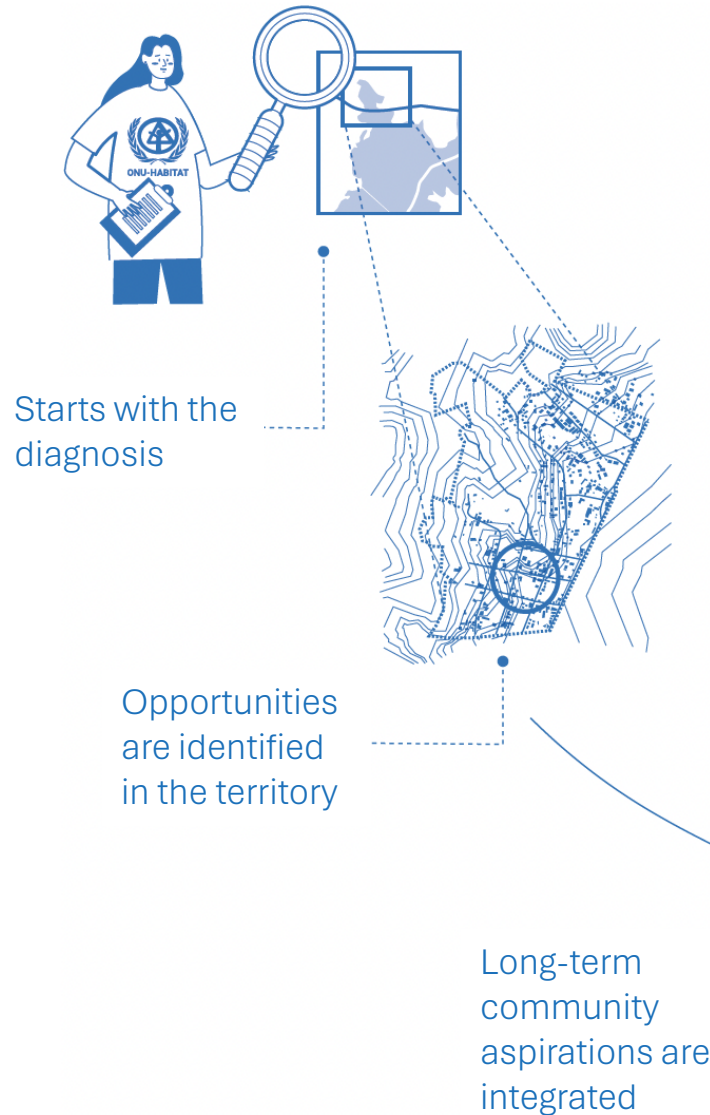 ONU-HABITAT
Starts with the
diagnosis
Opportunities
are identified
in the territory
Long-term
community
aspirations are
integrated